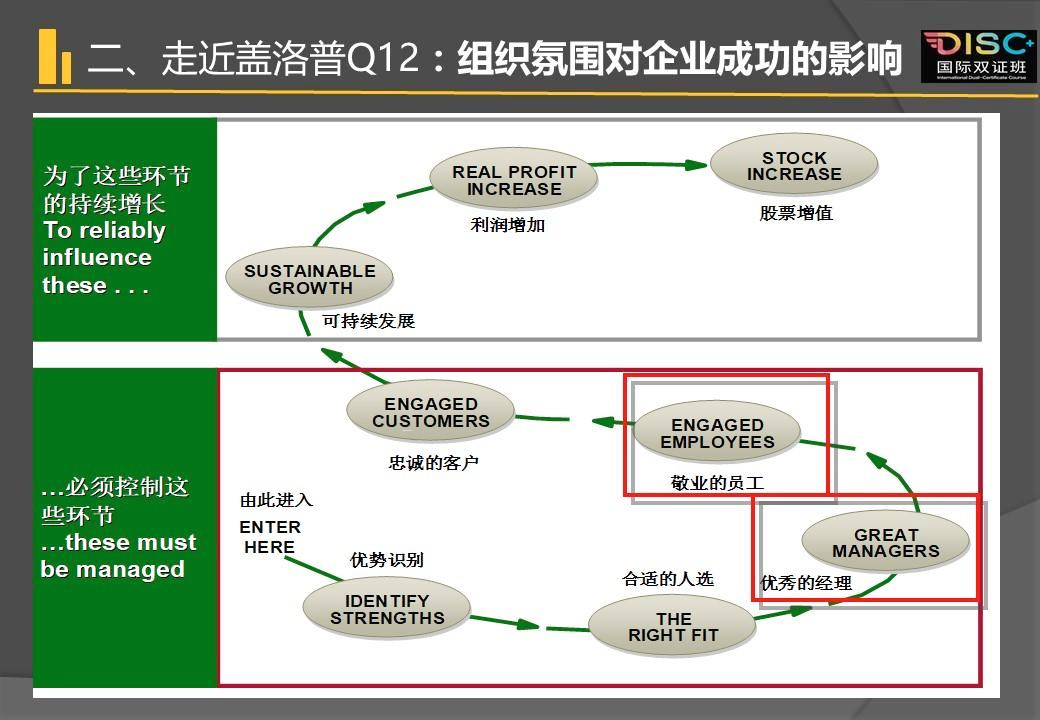 二、走近盖洛普Q12：组织氛围对企业成功的影响
DISC+
国际双证班
International Dual-Certificate Course
为了这些环节
的持续增长
To reliably
influence
these . . .
REAL PROFIT
INCREASE
利润增加
STOCK
INCREASE
股票增值
SUSTAINABLE
GROWTH
可持续发展
…必须控制这
些环节
…these must
be managed
ENGAGED
CUSTOMERS
忠诚的客户
ENGAGED
EMPLOYEES
敬业的员工
由此进入
ENTER
HERE
GREAT
MANAGERS
优秀的经理
优势识别
IDENTIFY
STRENGTHS
合适的人选
THE
RIGHT FIT